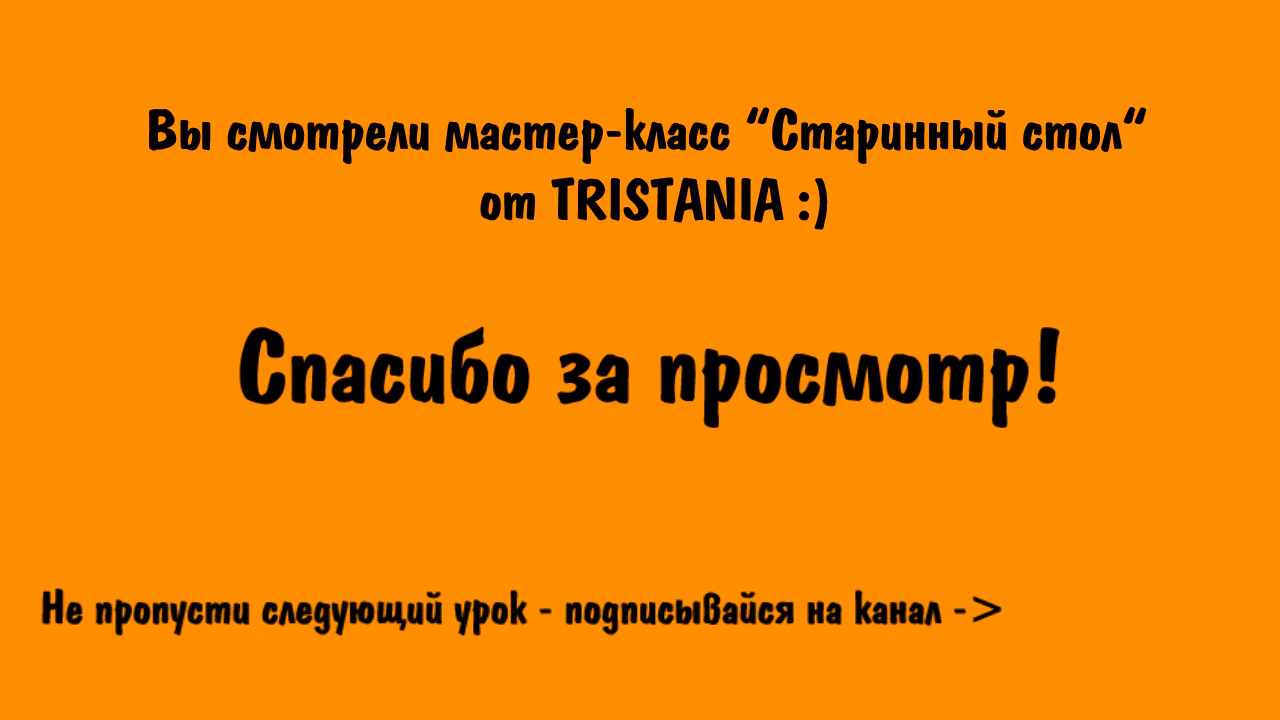 Вы смотрели мастер-класс “Старинный стол“
от TRISTANIA :)
Спасибо за просмотр!
Не пропусти следующий урок - подписывайся на канал ->